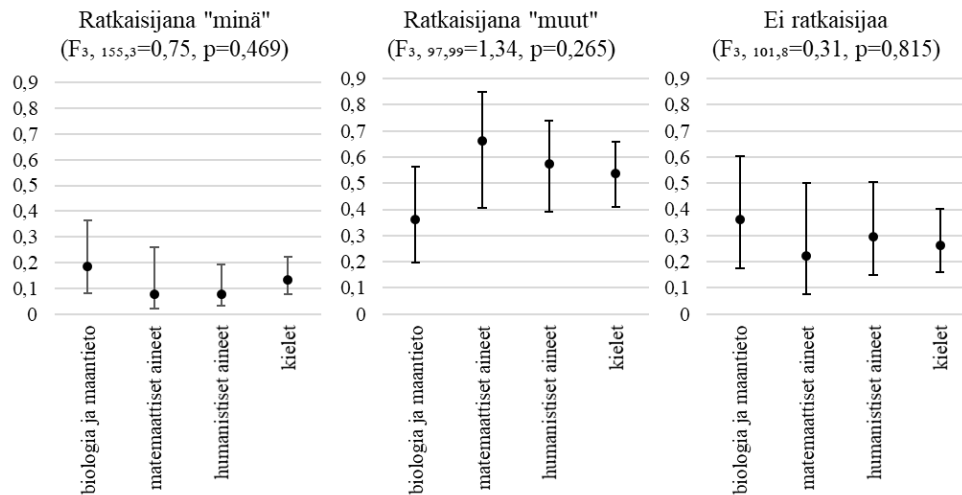 Ratkaisijana "minä"
(F₃, ₁₅₅,₃=0,75, p=0,469)
0,9
0,8
0,7
0,6
0,5
0,4
0,3
0,2
0,1
0
biologia ja maantieto
matemaattiset aineet
humanistiset aineet
kielet
Ratkaisijana "muut"
(F₃, ₉₇,₉₉=1,34, p=0,265)
0,9
0,8
0,7
0,6
0,5
0,4
0,3
0,2
0,1
0
biologia ja maantieto
matemaattiset aineet
humanistiset aineet
kielet
Ei ratkaisijaa
(F₃, ₁₀₁,₈=0,31, p=0,815)
0,9
0,8
0,7
0,6
0,5
0,4
0,3
0,2
0,1
0
biologia ja maantieto
matemaattiset aineet
humanistiset aineet
kielet